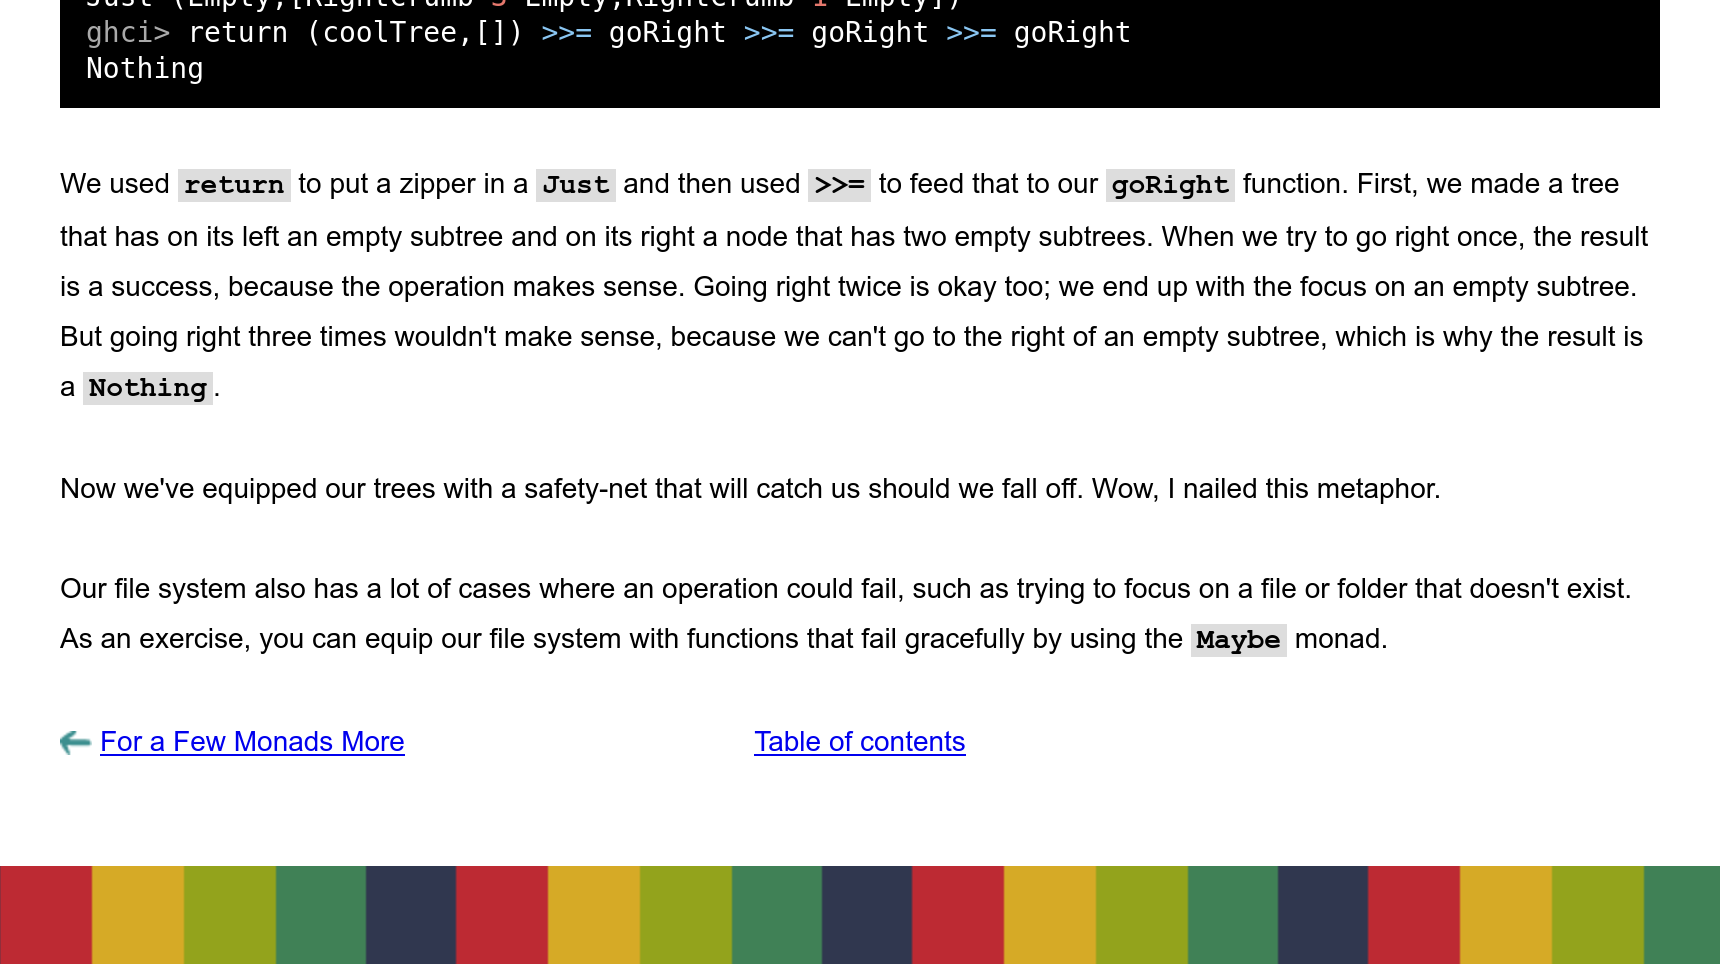 Just (Empty,[RightCrumb 3 Empty,RightCrumb 1 Empty])
ghci> return (coolTree,[]) >>= goRight >>= goRight >>= goRight
Nothing
We used return to put a zipper in a Just and then used >>= to feed that to our goRight function. First, we made a tree
that has on its left an empty subtree and on its right a node that has two empty subtrees. When we try to go right once, the result
is a success, because the operation makes sense. Going right twice is okay too; we end up with the focus on an empty subtree.
But going right three times wouldn't make sense, because we can't go to the right of an empty subtree, which is why the result is
a Nothing.
Now we've equipped our trees with a safety-net that will catch us should we fall off. Wow, I nailed this metaphor.
Our file system also has a lot of cases where an operation could fail, such as trying to focus on a file or folder that doesn't exist.
As an exercise, you can equip our file system with functions that fail gracefully by using the Maybe monad.
For a Few Monads More
Table of contents